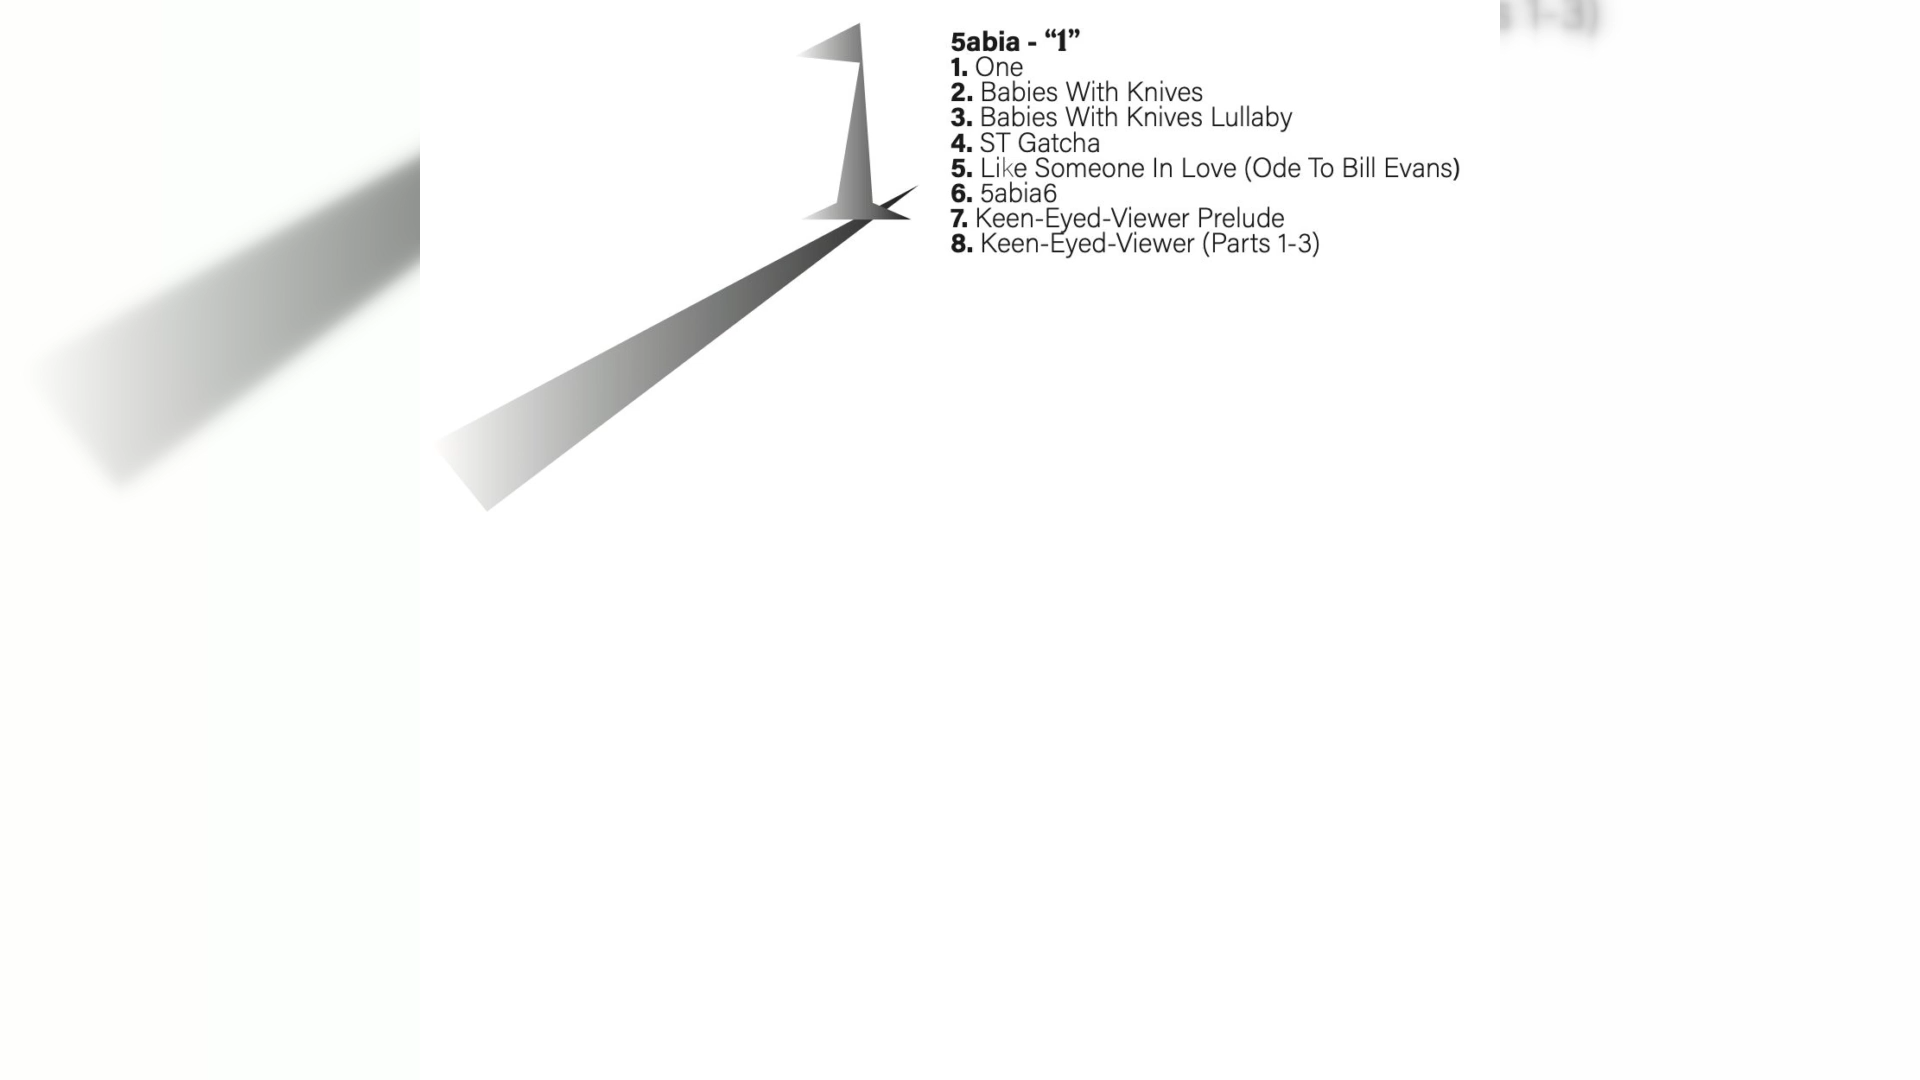 5abia - “1”
1. One
2. Babies With Knives
3. Babies With Knives Lullaby
4. ST Gatcha
5. Like Someone In Love (Ode To Bill Evans)
6. 5abia6
7. Keen-Eyed-Viewer Prelude
8. Keen-Eyed-Viewer (Parts 1-3)
s 1-3)